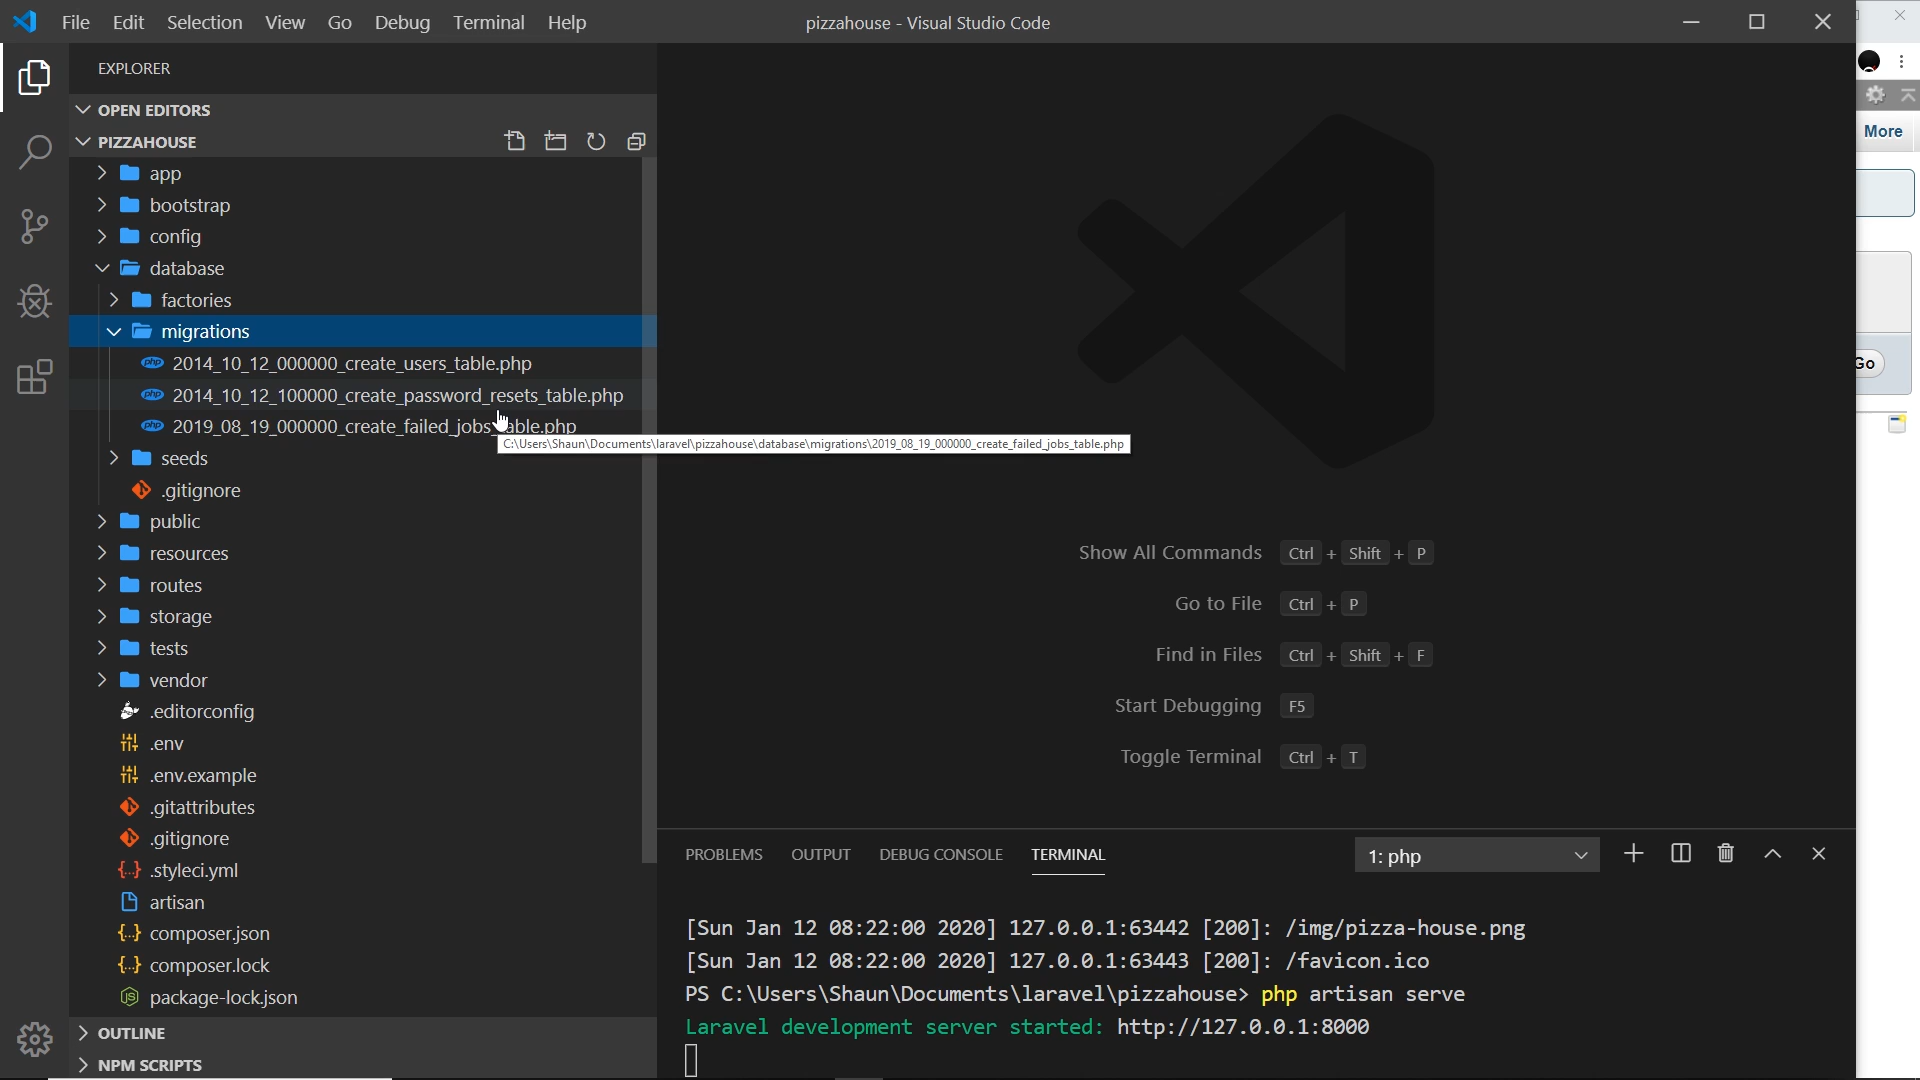 File Edit Selection View Go Debug Terminal Help
pizzahouse - Visual Studio Code
EXPLORER
OPEN EDITORS
PIZZAHOUSE
app
bootstrap
config
database
factories
migrations
2014_10_12_000000_create_users_table.php
2014_10_12_100000_create_password_resets_table.php
2019_08_19_000000_create_failed_jobs_table.php
C:\Users\Shaun\Documents\laravel\pizzahouse\database\migrations\2019_08_19_000000_create_failed_jobs_table.php
seeds
.gitignore
public
resources
routes
storage
tests
vendor
.editorconfig
.env
.env.example
.gitattributes
.gitignore
.styleci.yml
artisan
composer.json
composer.lock
package-lock.json
OUTLINE
NPM SCRIPTS
Show All Commands Ctrl + Shift + P
Go to File Ctrl + P
Find in Files Ctrl + Shift + F
Start Debugging F5
Toggle Terminal Ctrl + T
PROBLEMS OUTPUT DEBUG CONSOLE TERMINAL
1: php
[Sun Jan 12 08:22:00 2020] 127.0.0.1:63442 [200]: /img/pizza-house.png
[Sun Jan 12 08:22:00 2020] 127.0.0.1:63443 [200]: /favicon.ico
PS C:\Users\Shaun\Documents\laravel\pizzahouse> php artisan serve
Laravel development server started: http://127.0.0.1:8000
More
Go